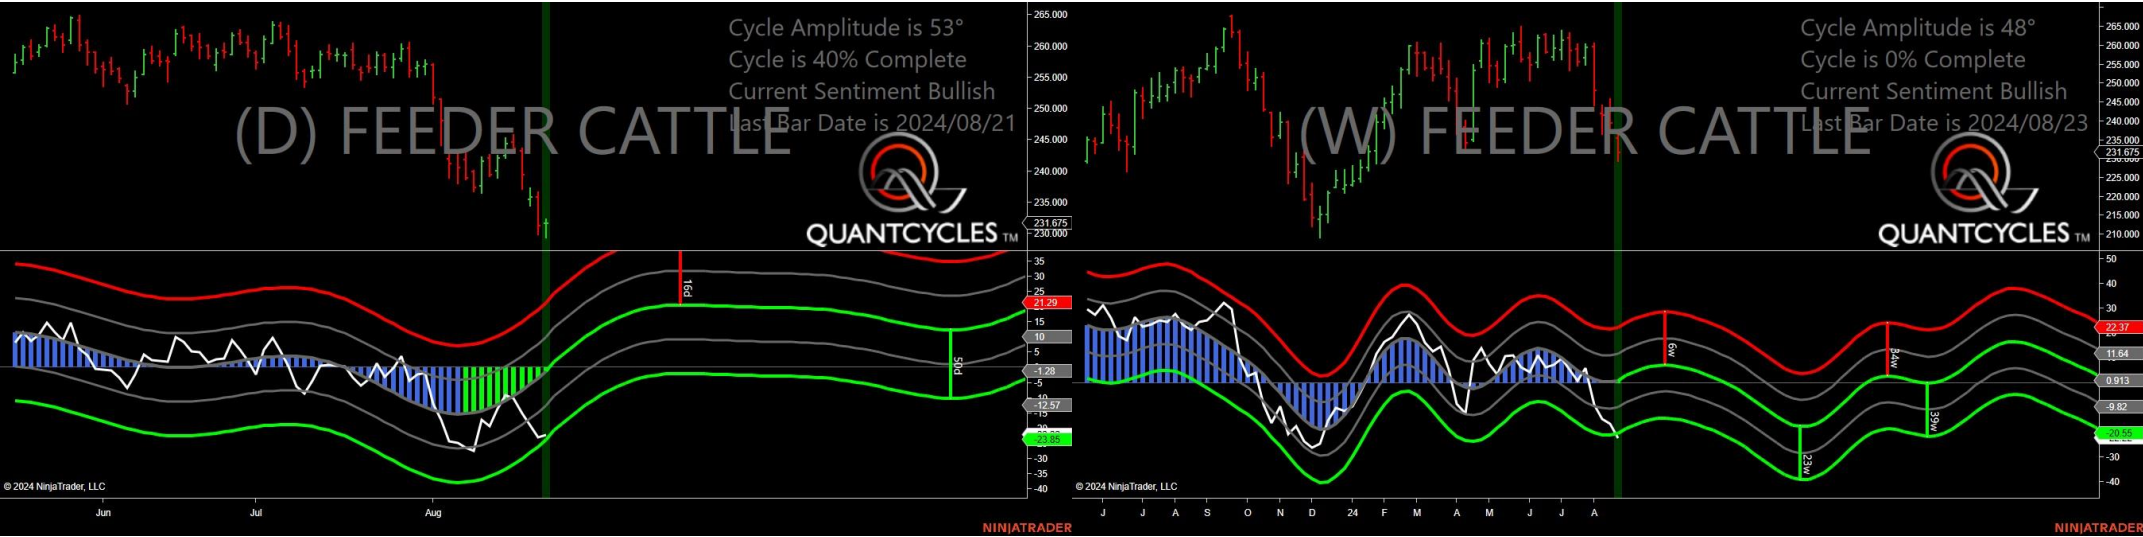 Cycle Amplitude is 53°
Cycle is 40% Complete
Current Sentiment Bullish
Last Bar Date is 2024/08/21
(D) FEEDER CATTLE
QUANTCYCLES TM
265.000
260.000
255.000
250.000
245.000
240.000
235.000
231.675
230.000
16d
50d
35
30
25
21.29
15
10
5
-1.28
-5
-12.57
-15
-23.85
-30
-35
-40
© 2024 NinjaTrader, LLC
Jun Jul Aug
NINJATRADER
Cycle Amplitude is 48°
Cycle is 0% Complete
Current Sentiment Bullish
Last Bar Date is 2024/08/23
(W) FEEDER CATTLE
QUANTCYCLES TM
265.000
260.000
255.000
250.000
245.000
240.000
235.000
231.675
225.000
220.000
215.000
210.000
6w
34w
23w
39w
50
40
30
22.37
11.64
0.913
-9.82
-20.55
-30
-40
© 2024 NinjaTrader, LLC
J J A S O N D 24 F M A M J J A
NINJATRADER